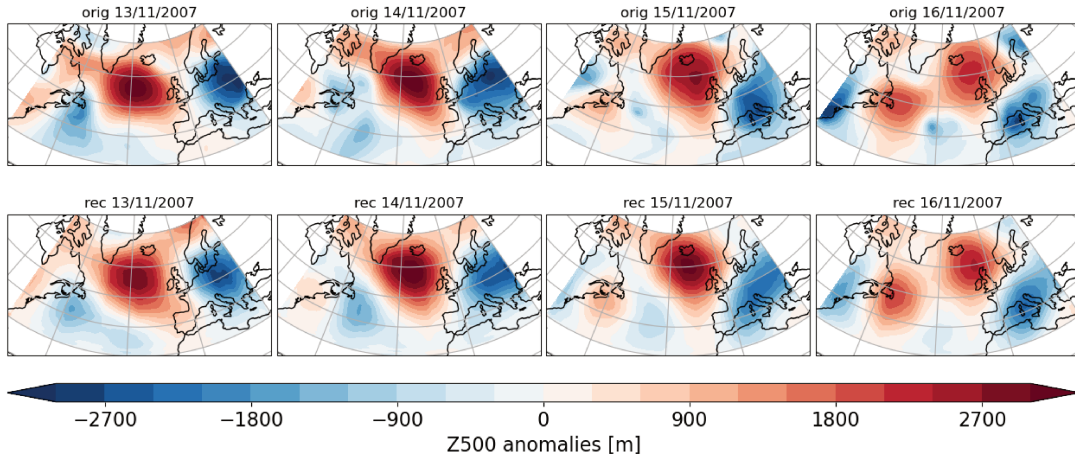 orig 13/11/2007 orig 14/11/2007 orig 15/11/2007 orig 16/11/2007
rec 13/11/2007 rec 14/11/2007 rec 15/11/2007 rec 16/11/2007
−2700 −1800 −900 0 900 1800 2700
Z500 anomalies [m]